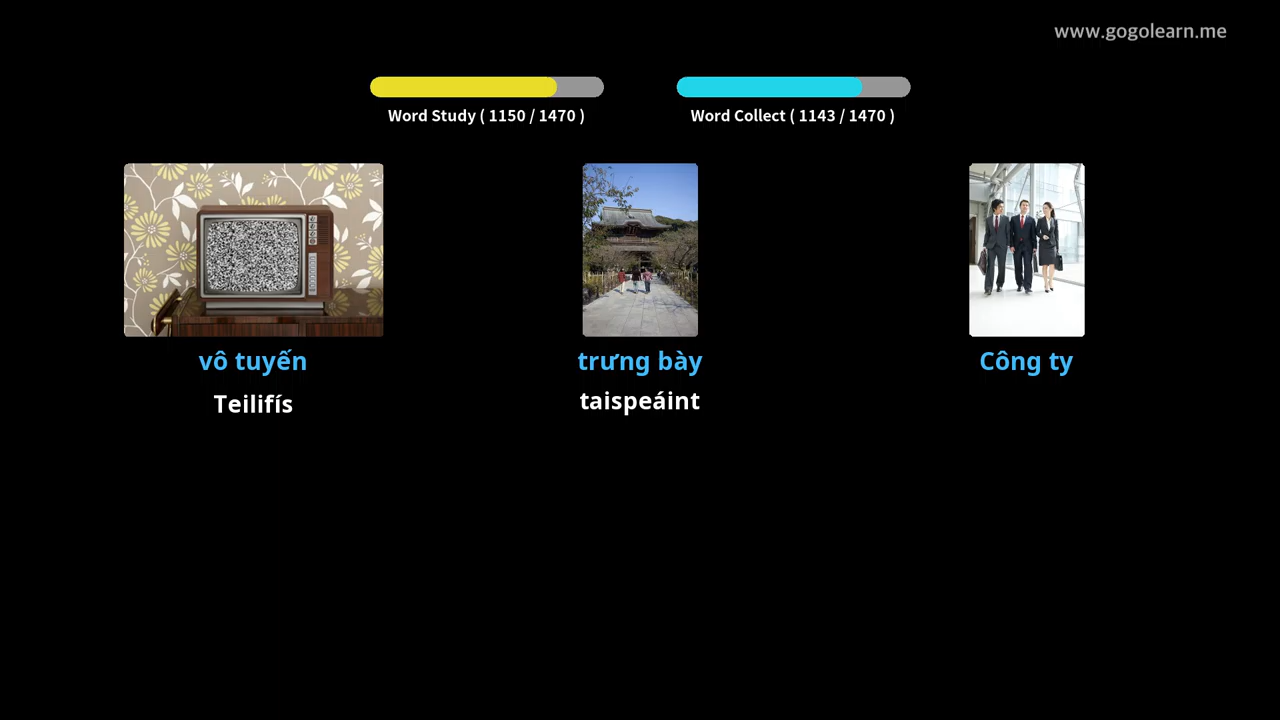 www.gogolearn.me
Word Study ( 1150 / 1470 )
Word Collect ( 1143 / 1470 )
vô tuyến
trưng bày
Công ty
Teilifís
taispeáint